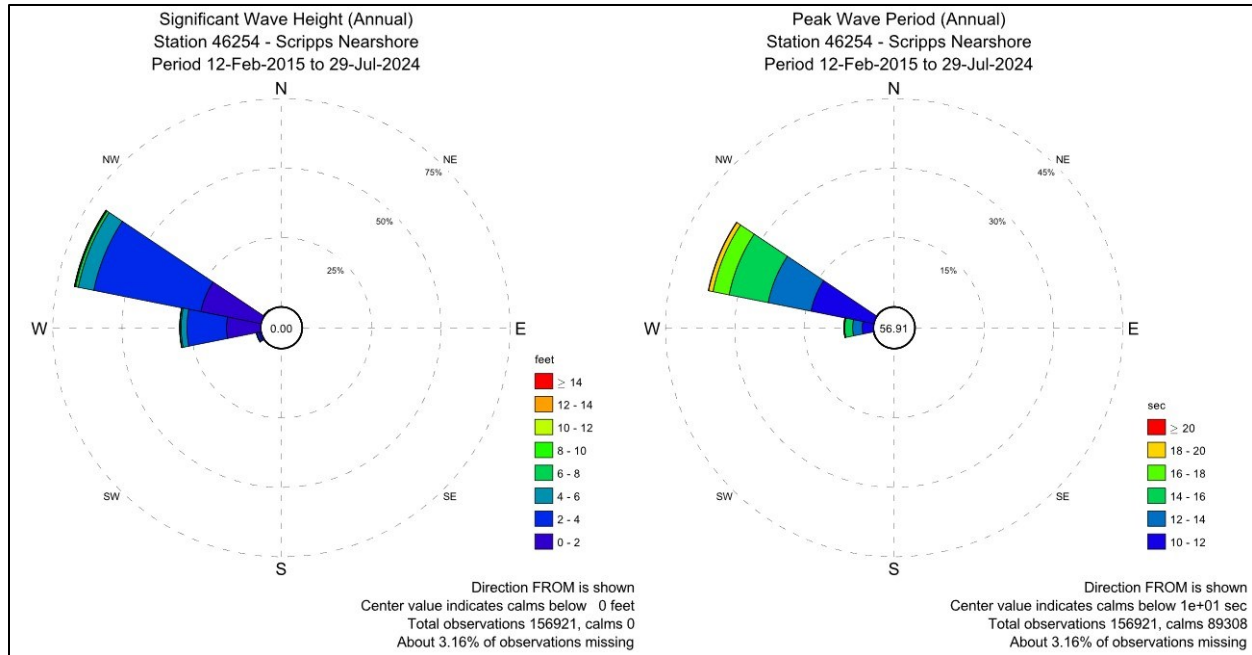 Significant Wave Height (Annual)
Station 46254 - Scripps Nearshore
Period 12-Feb-2015 to 29-Jul-2024
N
NW
NE
75%
50%
25%
W
0.00
E
feet
≥ 14
12 - 14
10 - 12
8 - 10
6 - 8
4 - 6
2 - 4
0 - 2
SW
SE
S
Direction FROM is shown
Center value indicates calms below 0 feet
Total observations 156921, calms 0
About 3.16% of observations missing
Peak Wave Period (Annual)
Station 46254 - Scripps Nearshore
Period 12-Feb-2015 to 29-Jul-2024
N
NW
NE
45%
30%
15%
W
56.91
E
sec
≥ 20
18 - 20
16 - 18
14 - 16
12 - 14
10 - 12
SW
SE
S
Direction FROM is shown
Center value indicates calms below 1e+01 sec
Total observations 156921, calms 89308
About 3.16% of observations missing